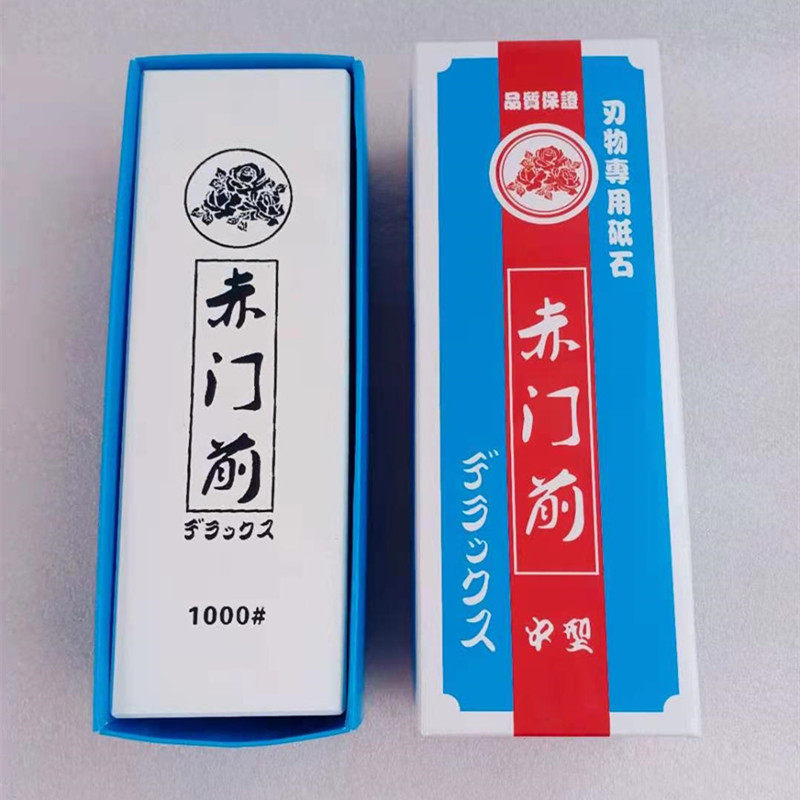 赤门前
デラックス
1000#
品質保證
刃物專用砥石
赤门前
デラックス
中型